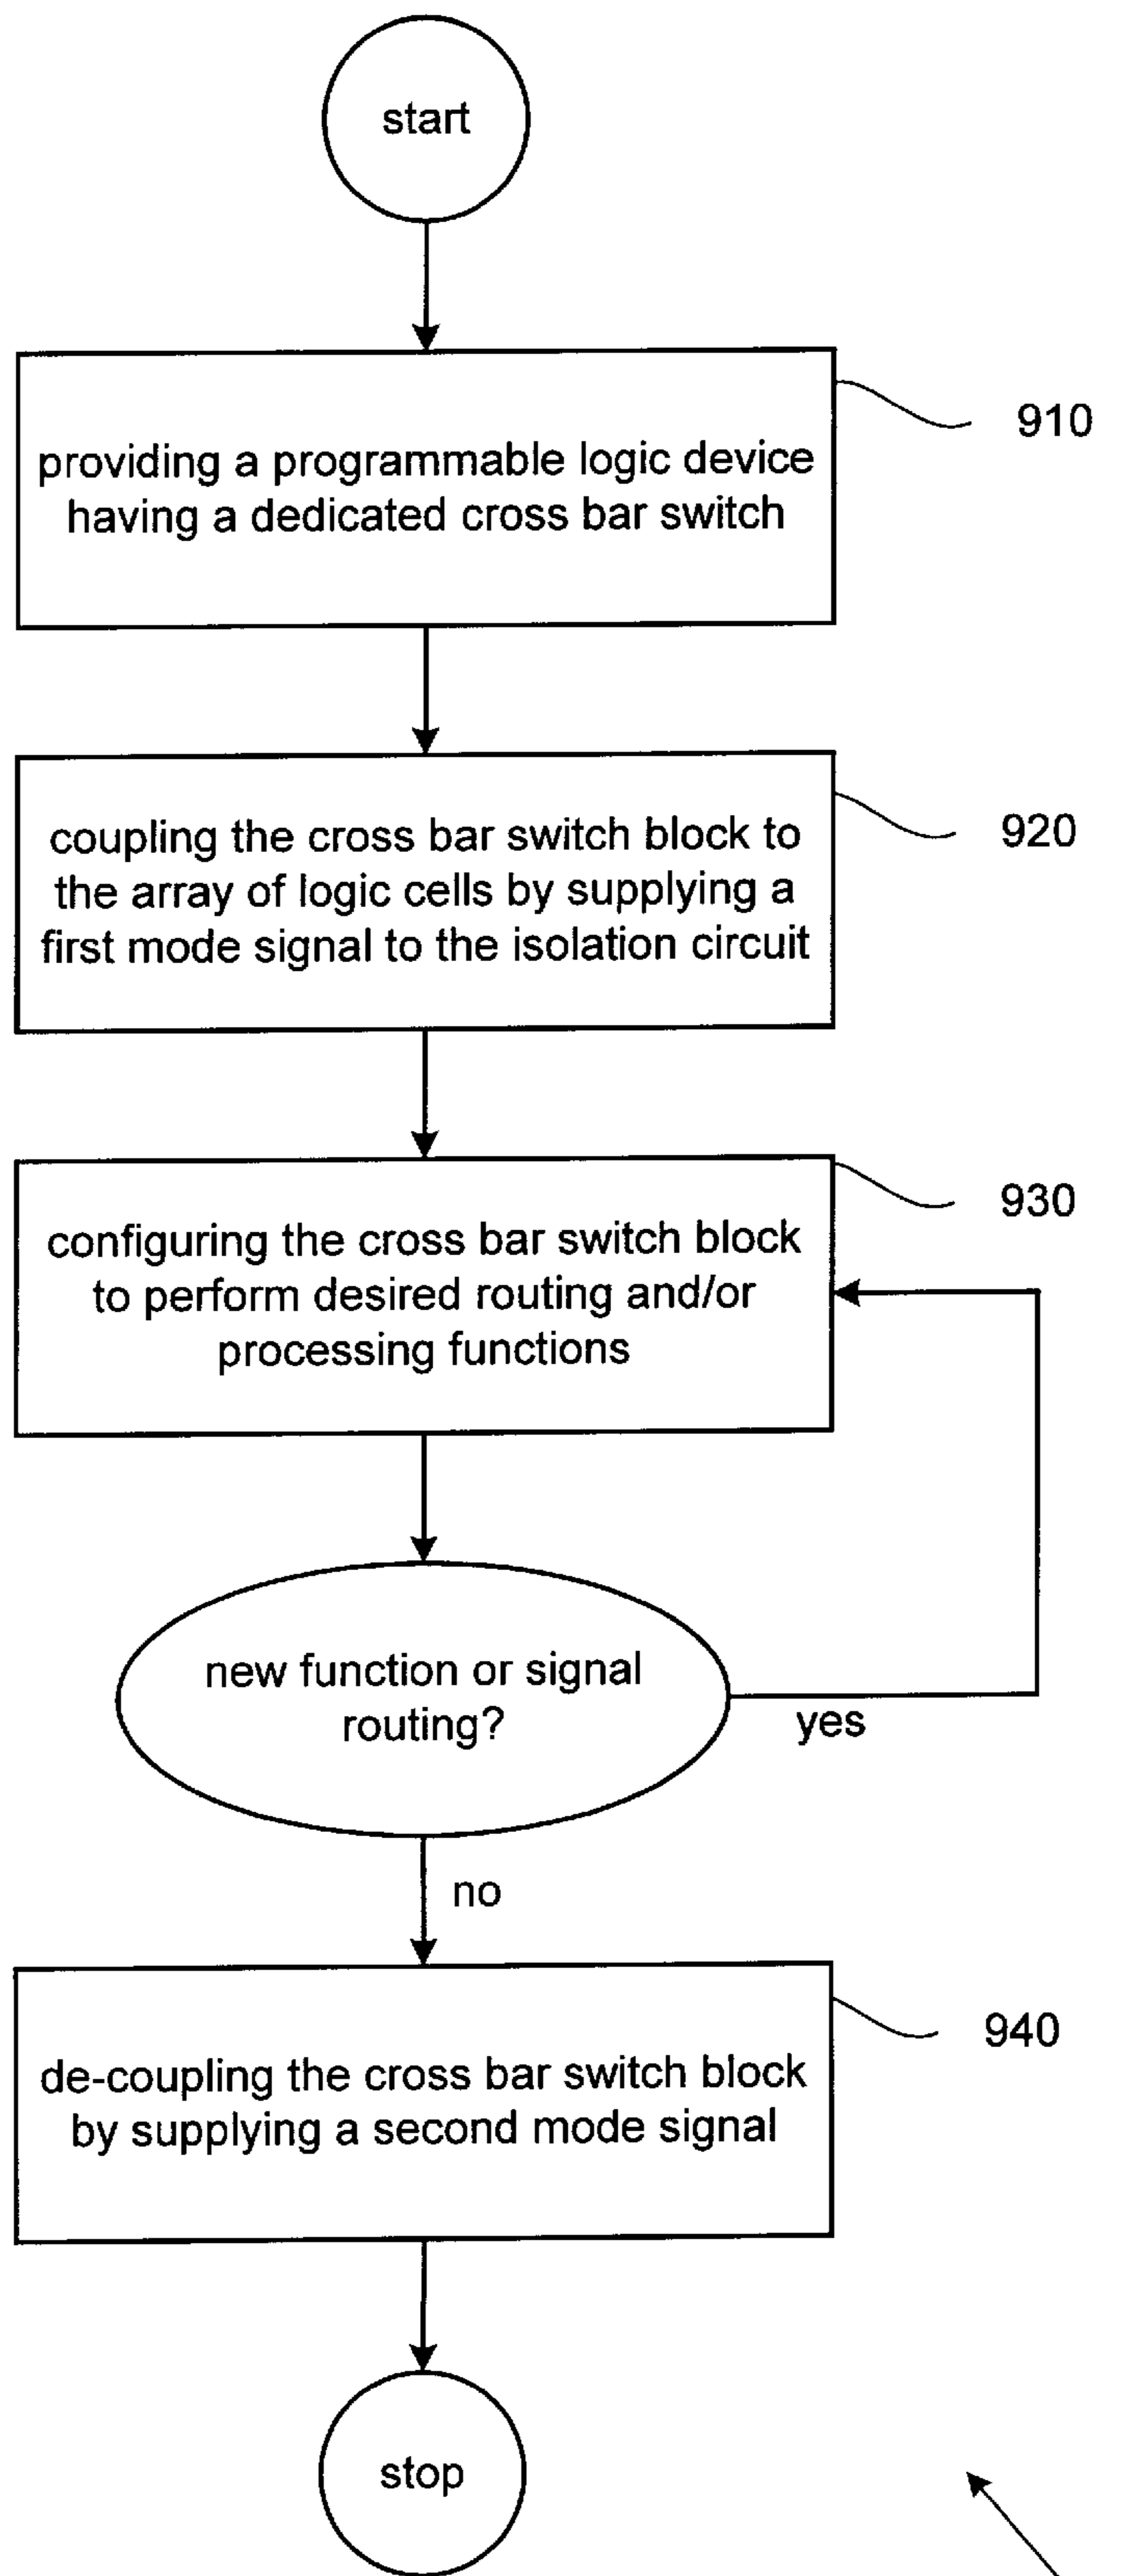 start
providing a programmable logic device
having a dedicated cross bar switch
910
coupling the cross bar switch block to
the array of logic cells by supplying a
first mode signal to the isolation circuit
920
configuring the cross bar switch block
to perform desired routing and/or
processing functions
930
new function or signal
routing?
yes
no
de-coupling the cross bar switch block
by supplying a second mode signal
940
stop